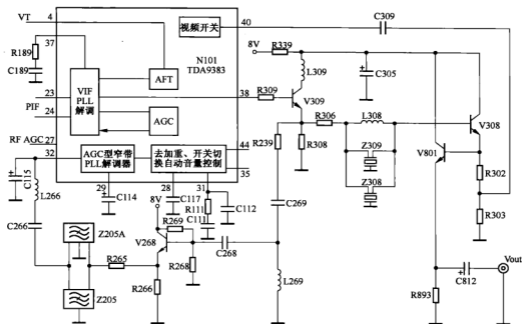 VT
4
40
视频开关
C309
37
R189
C189
N101
TDA9383
8V
R339
L309
C305
VIF
PLL
解调
AFT
23
PIF
24
AGC
38
R309
V309
R306
L308
V308
R239
R308
Z309
Z308
V801
R302
R303
RF AGC
27
32
AGC型窄带
PLL解调器
去加重、开关切
换自动音量控制
44
35
C115
L266
29
C114
28
C117
31
R111
C111
C112
C269
C266
Z205A
8V
R269
V268
C268
R265
R268
R266
L269
Z205
R893
C812
Vout